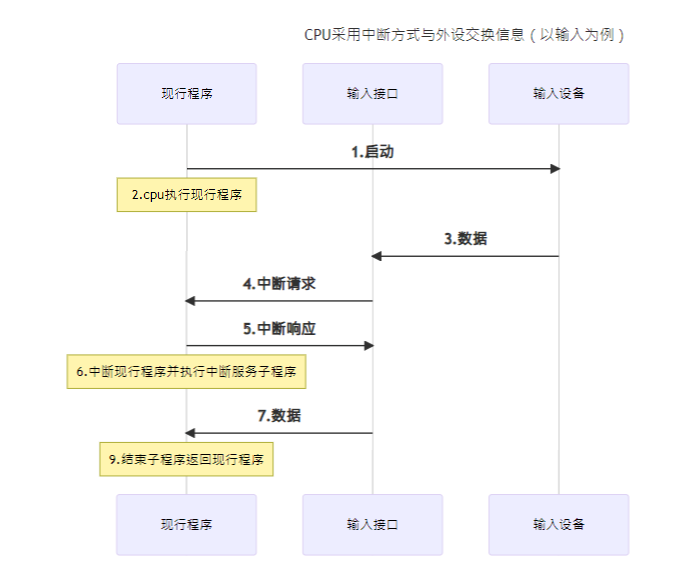 CPU采用中断方式与外设交换信息（以输入为例）
现行程序
输入接口
输入设备
1.启动
2.cpu执行现行程序
3.数据
4.中断请求
5.中断响应
6.中断现行程序并执行中断服务子程序
7.数据
9.结束子程序返回现行程序
现行程序
输入接口
输入设备